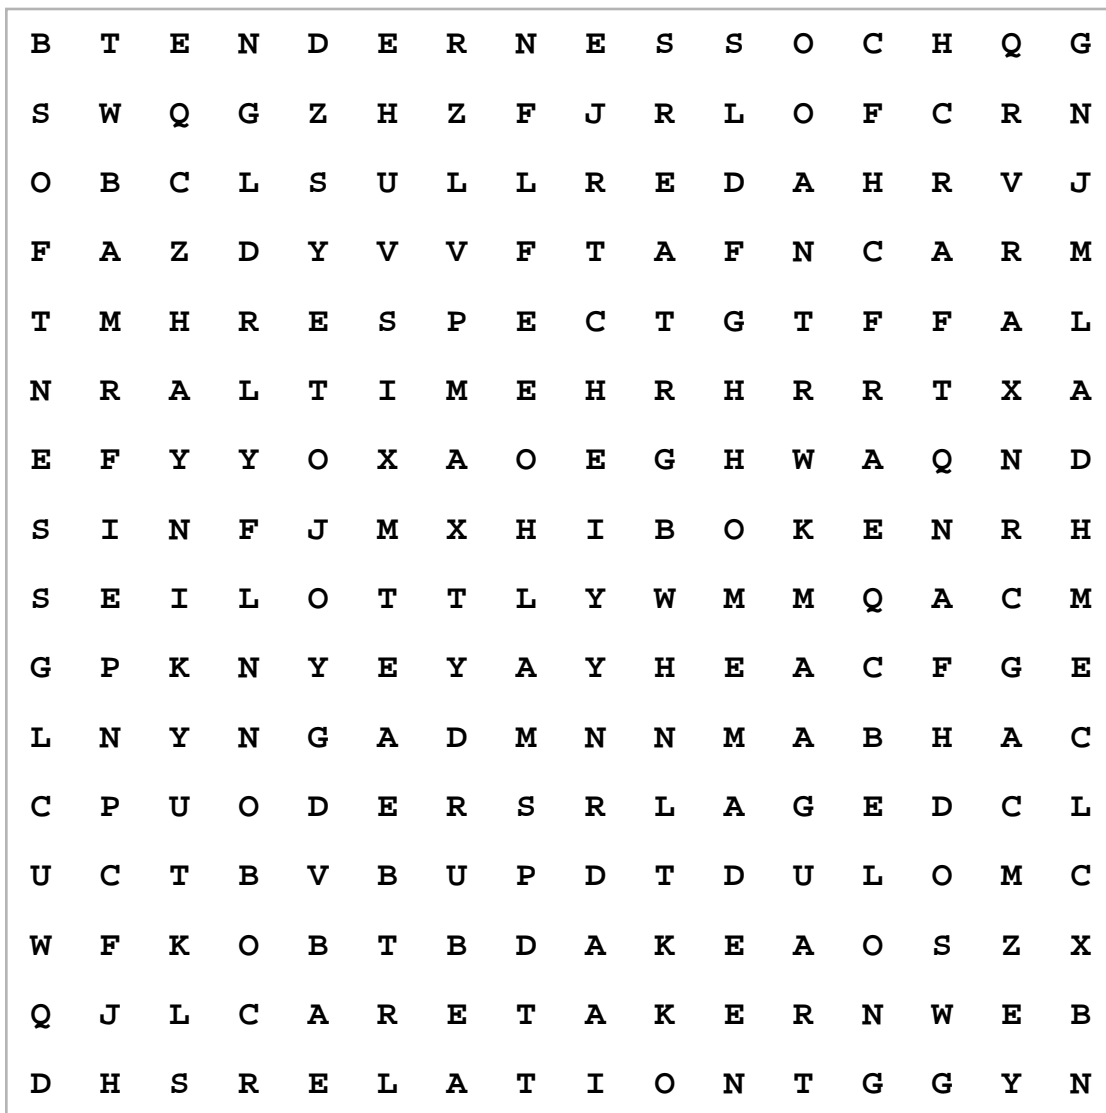 B T E N D E R N E S S O C H Q G
S W Q G Z H Z F J R L O F C R N
O B C L S U L L R E D A H R V J
F A Z D Y V V F T A F N C A R M
T M H R E S P E C T G T F F A L
N R A L T I M E H R H R R T X A
E F Y Y O X A O E G H W A Q N D
S I N F J M X H I B O K E N R H
S E I L O T T L Y W M M Q A C M
G P K N Y E Y A Y H E A C F G E
L N Y N G A D M N N M A B H A C
C P U O D E R S R L A G E D C L
U C T B V B U P D T D U L O M C
W F K O B T B D A K E A O S Z X
Q J L C A R E T A K E R N W E B
D H S R E L A T I O N T G G Y N